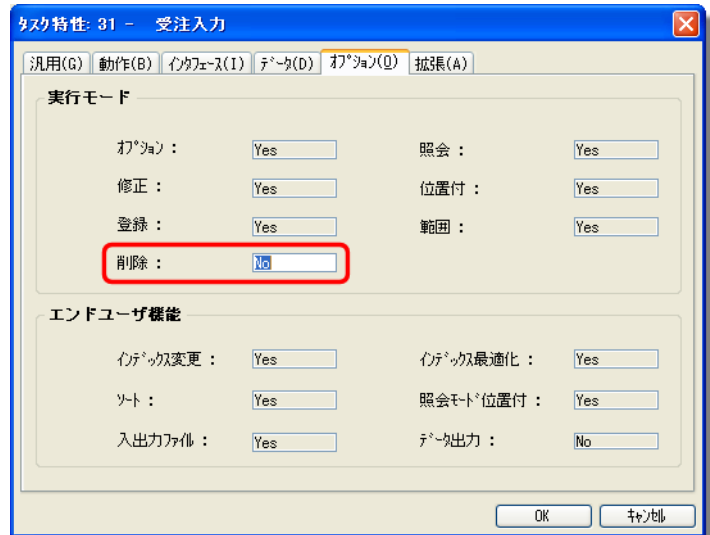 ﾀｽｸ特性: 31 - 受注入力
汎用(G) 動作(B) ｲﾝﾀﾌｪｰｽ(I) ﾃﾞｰﾀ(D) ｵﾌﾟｼｮﾝ(O) 拡張(A)
実行モード
ｵﾌﾟｼｮﾝ : Yes 照会 : Yes
修正 : Yes 位置付 : Yes
登録 : Yes 範囲 : Yes
削除 : No
エンドユーザ機能
ｲﾝﾃﾞｯｸｽ変更 : Yes ｲﾝﾃﾞｯｸｽ最適化 : Yes
ｿｰﾄ : Yes 照会ﾓｰﾄﾞ位置付 : Yes
入出力ﾌｧｲﾙ : Yes ﾃﾞｰﾀ出力 : No
OK ｷｬﾝｾﾙ